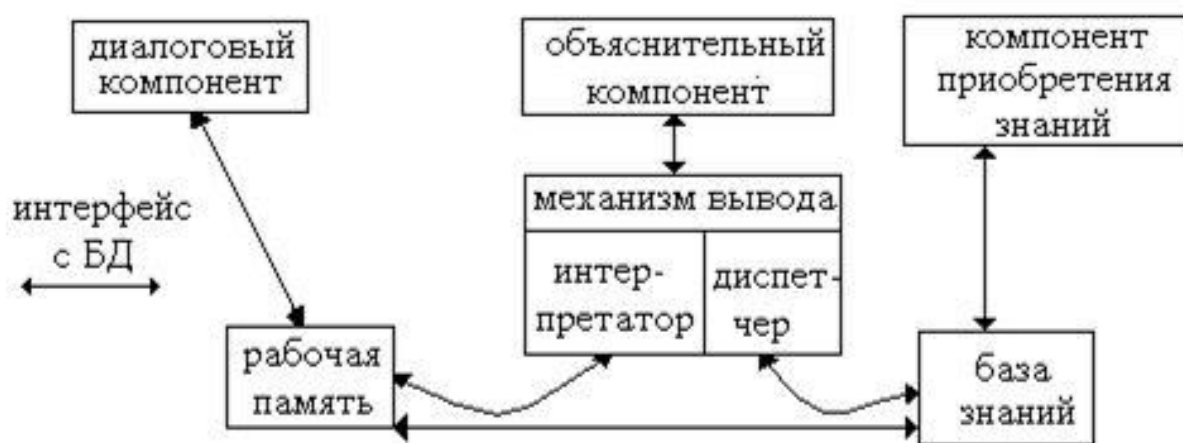 диалоговый
компонент
объяснительный
компонент
компонент
приобретения
знаний
интерфейс
с БД
механизм вывода
интер-
претатор
диспет-
чер
рабочая
память
база
знаний